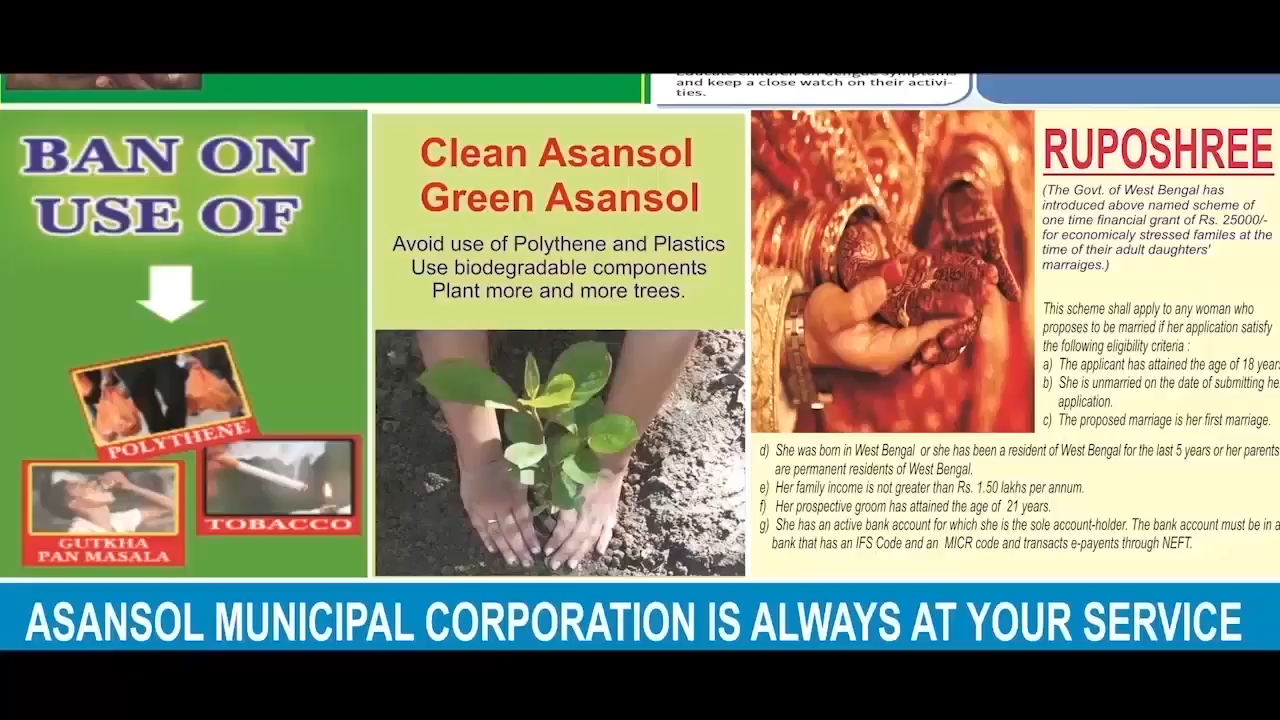 and keep a close watch on their activi-
ties.
BAN ON
USE OF
POLYTHENE
TOBACCO
GUTKHA
PAN MASALA
Clean Asansol
Green Asansol
Avoid use of Polythene and Plastics
Use biodegradable components
Plant more and more trees.
RUPOSHREE
(The Govt. of West Bengal has
introduced above named scheme of
one time financial grant of Rs. 25000/-
for economicaly stressed familes at the
time of their adult daughters'
marraiges.)
This scheme shall apply to any woman who
proposes to be married if her application satisfy
the following eligibility criteria :
a) The applicant has attained the age of 18 years
b) She is unmarried on the date of submitting
application.
c) The proposed marriage is her first marriage.
d) She was born in West Bengal or she has been a resident of West Bengal for the last 5 years or her parents
are permanent residents of West Bengal.
e) Her family income is not greater than Rs. 1.50 lakhs per annum.
f) Her prospective groom has attained the age of 21 years.
g) She has an active bank account for which she is the sole account-holder. The bank account must be in a
bank that has an IFS Code and an MICR code and transacts e-payents through NEFT.
ASANSOL MUNICIPAL CORPORATION IS ALWAYS AT YOUR SERVICE